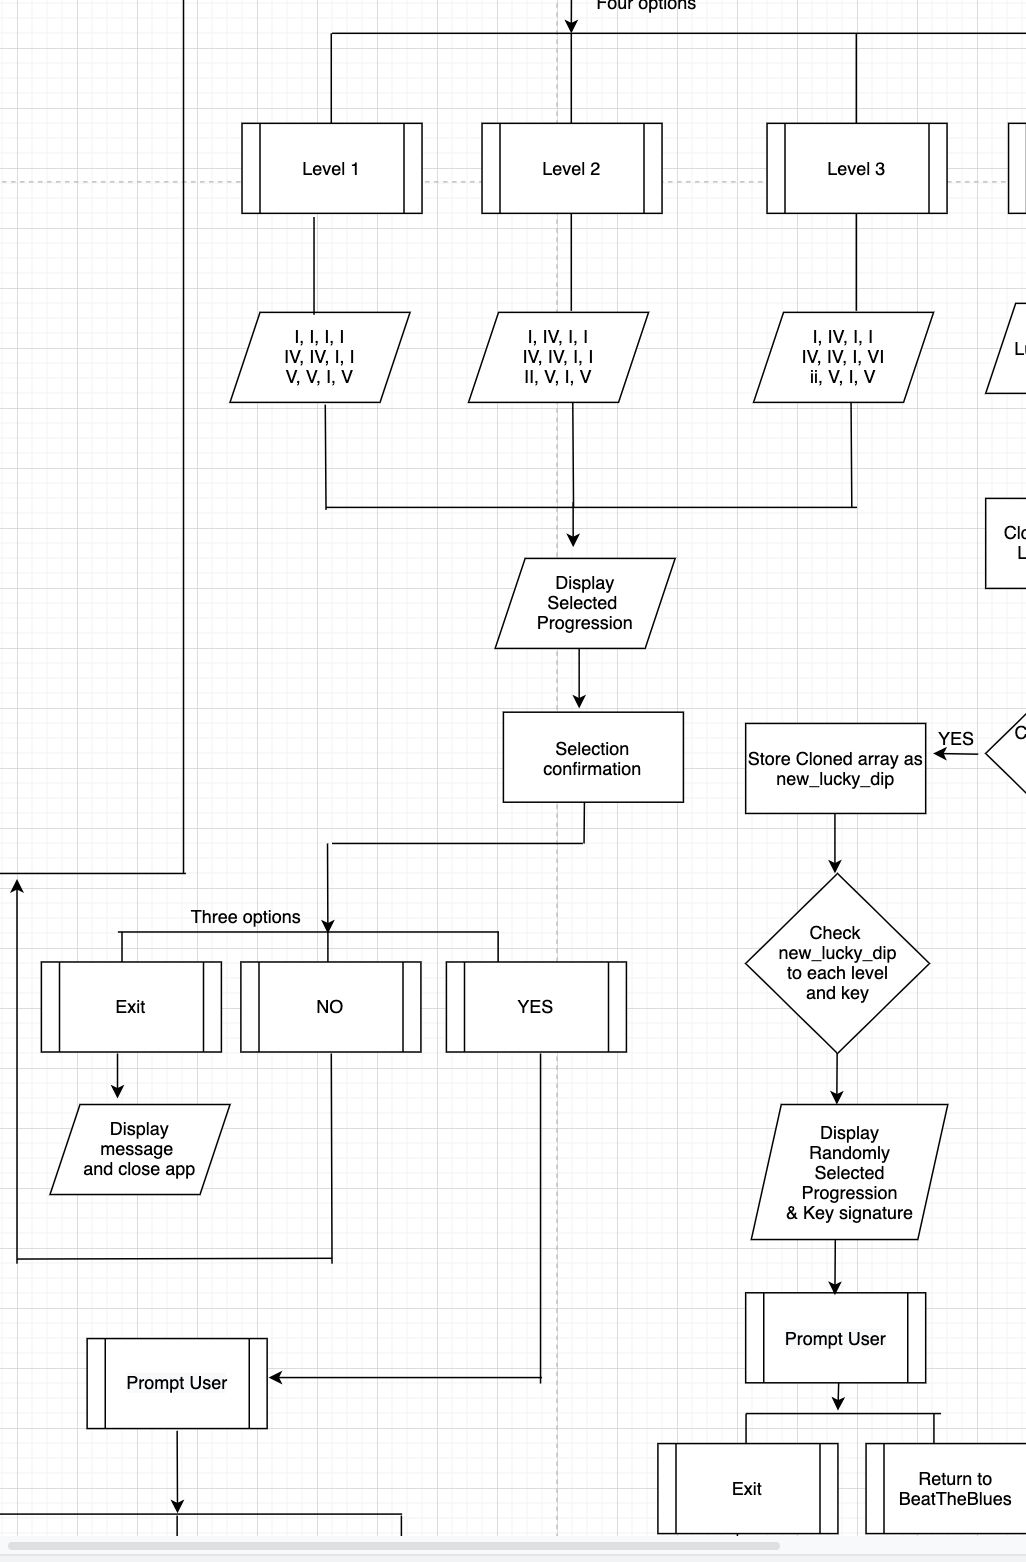 Four options
Level 1
Level 2
Level 3
I, I, I, I
IV, IV, I, I
V, V, I, V
I, IV, I, I
IV, IV, I, I
II, V, I, V
I, IV, I, I
IV, IV, I, VI
ii, V, I, V
Display
Selected
Progression
Selection
confirmation
Store Cloned array as
new_lucky_dip
YES
Three options
Exit
NO
YES
Check
new_lucky_dip
to each level
and key
Display
message
and close app
Display
Randomly
Selected
Progression
& Key signature
Prompt User
Prompt User
Exit
Return to
BeatTheBlues